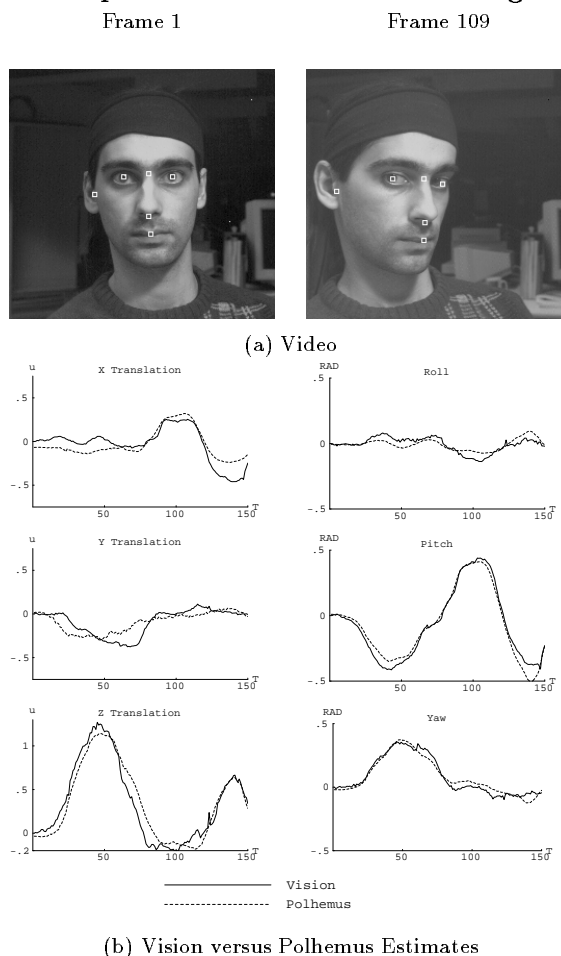 Frame 1 Frame 109
(a) Video
u X Translation
.5
0
-.5
50 100 150 T
RAD Roll
.5
0
-.5
50 100 150 T
u Y Translation
.5
0
-.5
50 100 150 T
RAD Pitch
.5
0
-.5
50 100 150 T
u Z Translation
1
.5
0
-.2
50 100 150 T
RAD Yaw
.5
0
-.5
50 100 150 T
Vision
Polhemus
(b) Vision versus Polhemus Estimates